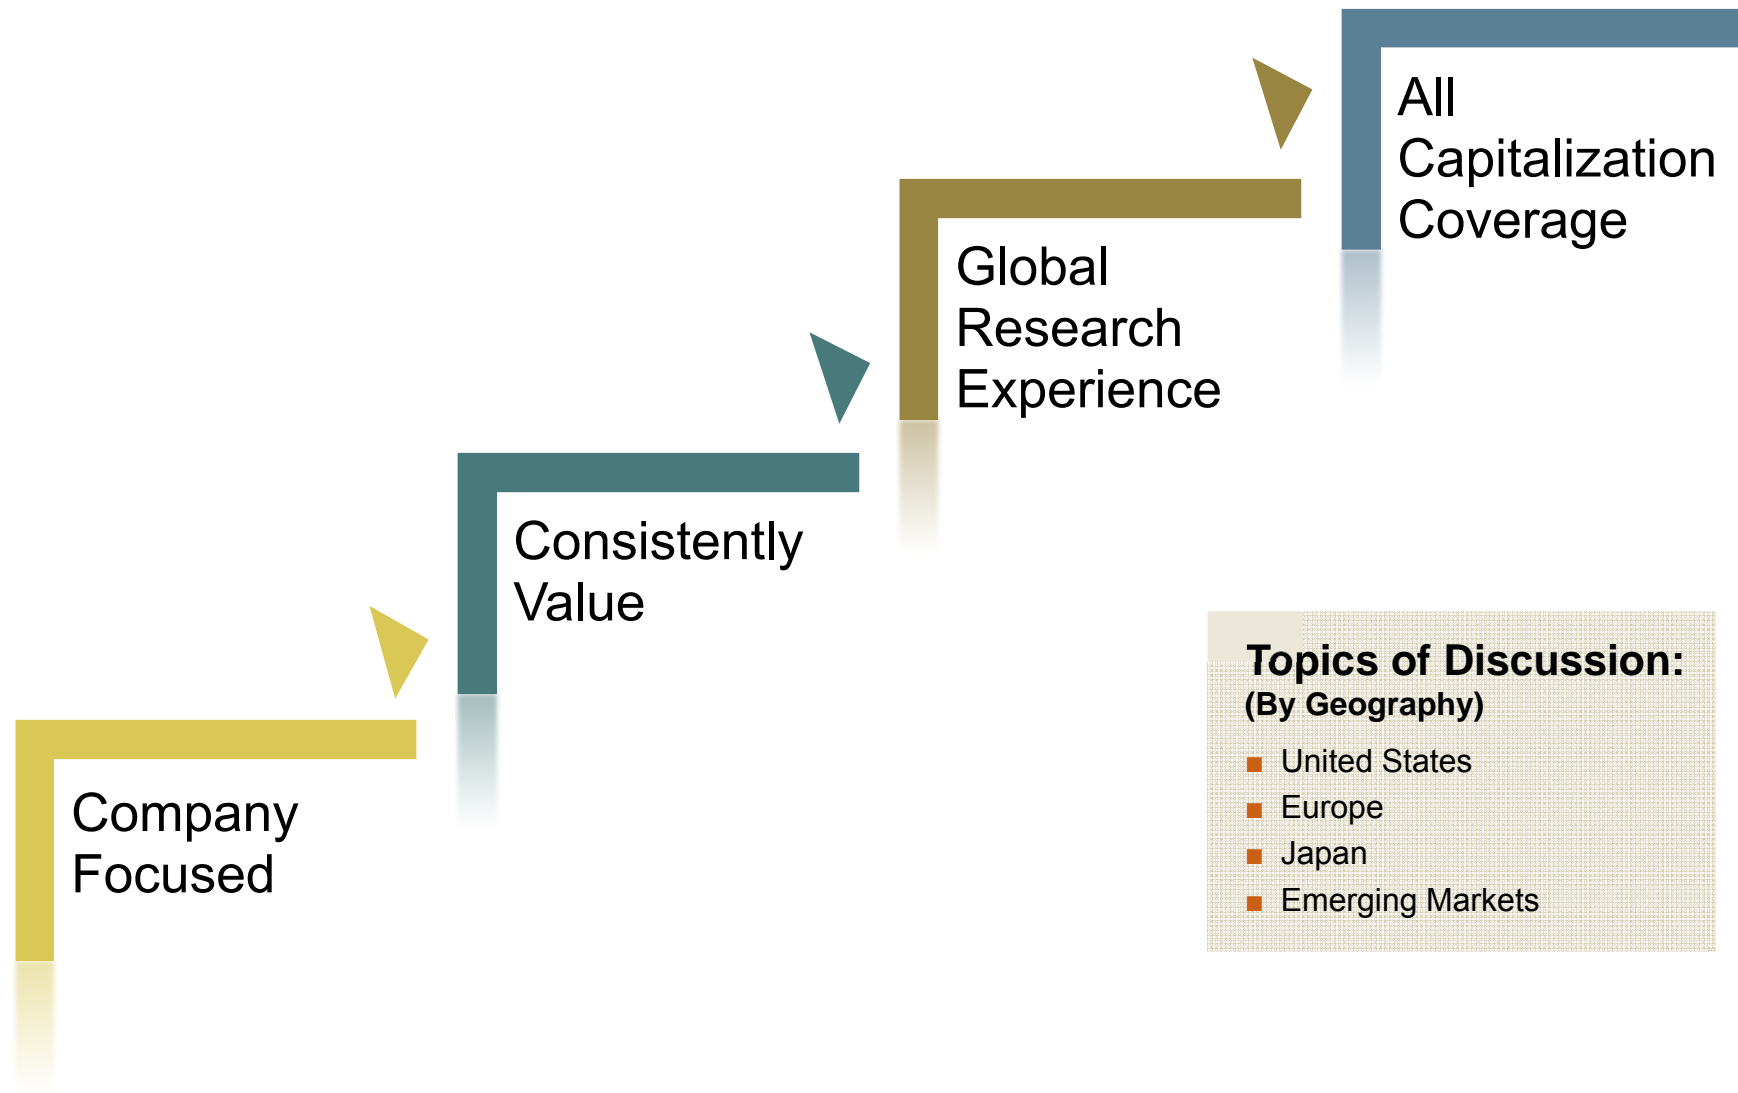 Company
Focused
Consistently
Value
Global
Research
Experience
All
Capitalization
Coverage
Topics of Discussion:
(By Geography)
■ United States
■ Europe
■ Japan
■ Emerging Markets